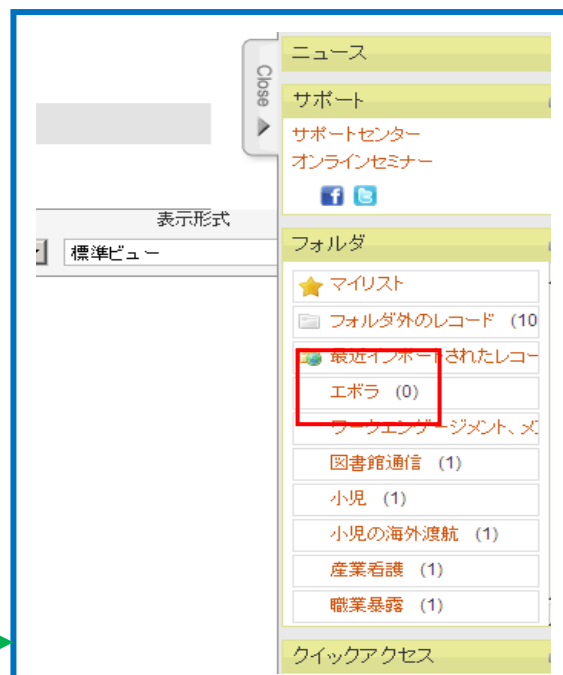 ニュース
Close
サポート
サポートセンター
オンラインセミナー
表示形式
標準ビュー
フォルダ
マイリスト
フォルダ外のレコード (10
最近インポートされたレコー
エボラ (0)
ワークエンゲージメント、メ
図書館通信 (1)
小児 (1)
小児の海外渡航 (1)
産業看護 (1)
職業暴露 (1)
クイックアクセス